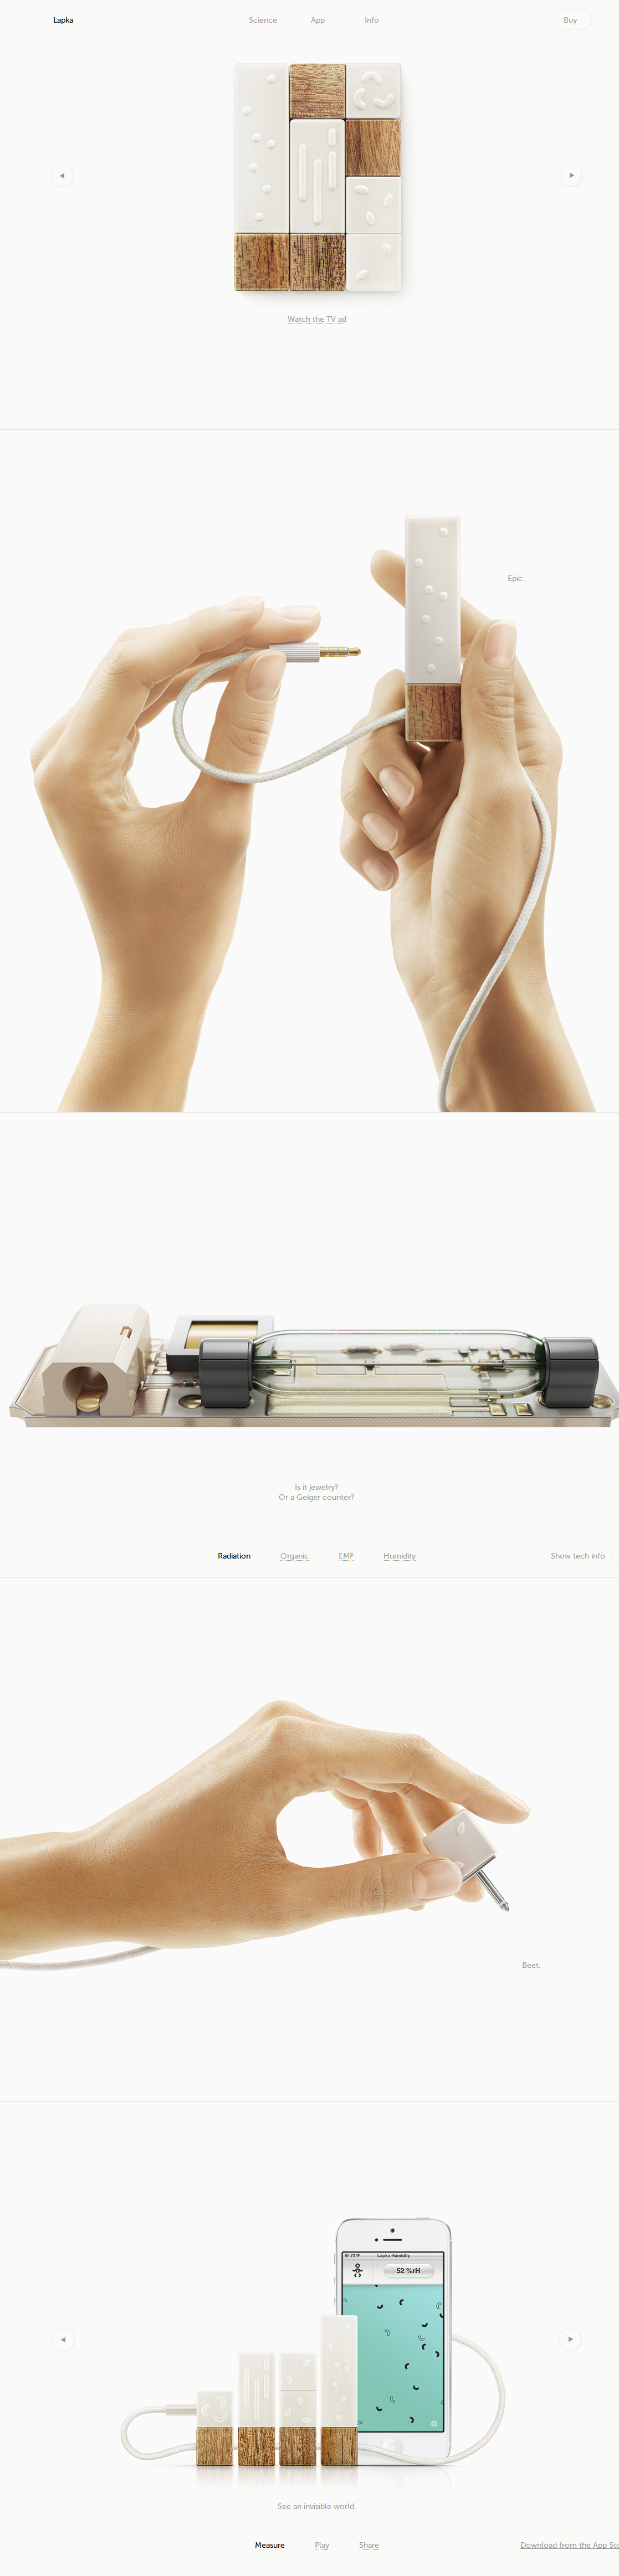 Lapka
Science
App
Info
Buy
Watch the TV ad
Epic.
Is it jewelry?
Or a Geiger counter?
Radiation
Organic
EMF
Humidity
Show tech info
Beet.
73°F
Lapka Humidity
52 %rH
See an invisible world.
Measure
Play
Share
Download from the App Sto